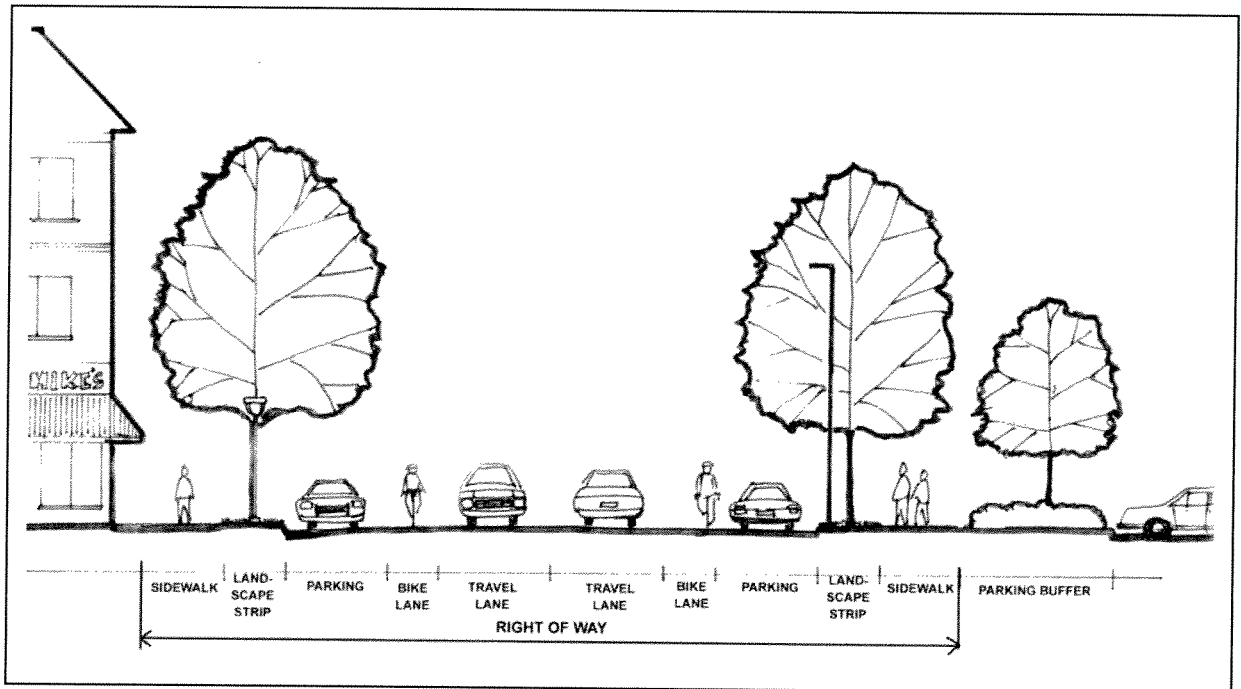 MIKE'S
SIDEWALK
LAND-
SCAPE
STRIP
PARKING
BIKE
LANE
TRAVEL
LANE
TRAVEL
LANE
BIKE
LANE
PARKING
LAND-
SCAPE
STRIP
SIDEWALK
PARKING BUFFER
RIGHT OF WAY